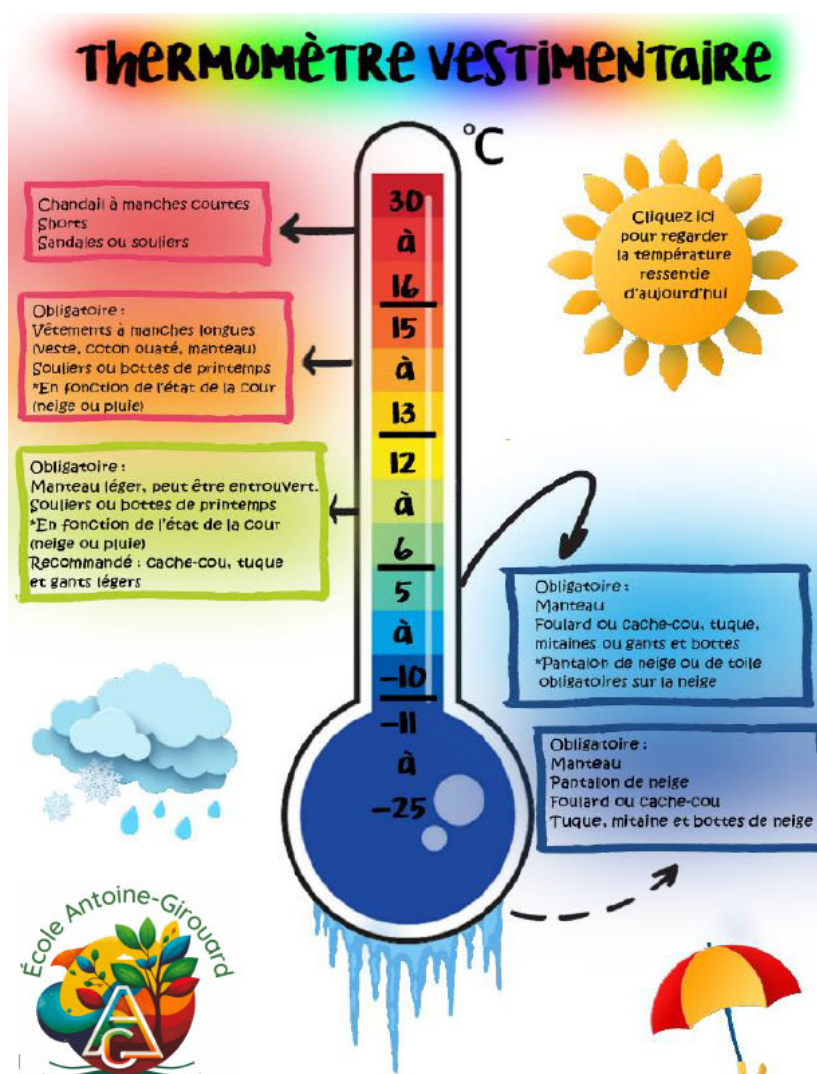 THERMOMÈTRE VESTIMENTAIRE
°C
Chandail à manches courtes
Shorts
Sandales ou souliers
30
à
16
Cliquez ici
pour regarder
la température
ressentie
d'aujourd'hui
Obligatoire :
Vêtements à manches longues
(veste, coton ouaté, manteau)
Souliers ou bottes de printemps
*En fonction de l'état de la cour
(neige ou pluie)
15
à
13
Obligatoire :
Manteau léger, peut être entrouvert.
Souliers ou bottes de printemps
*En fonction de l'état de la cour
(neige ou pluie)
Recommandé : cache-cou, tuque
et gants légers
12
à
6
5
à
-10
Obligatoire :
Manteau
Foulard ou cache-cou, tuque,
mitaines ou gants et bottes
*Pantalon de neige ou de toile
obligatoires sur la neige
-11
à
-25
Obligatoire :
Manteau
Pantalon de neige
Foulard ou cache-cou
Tuque, mitaine et bottes de neige
École Antoine-Girouard
AG